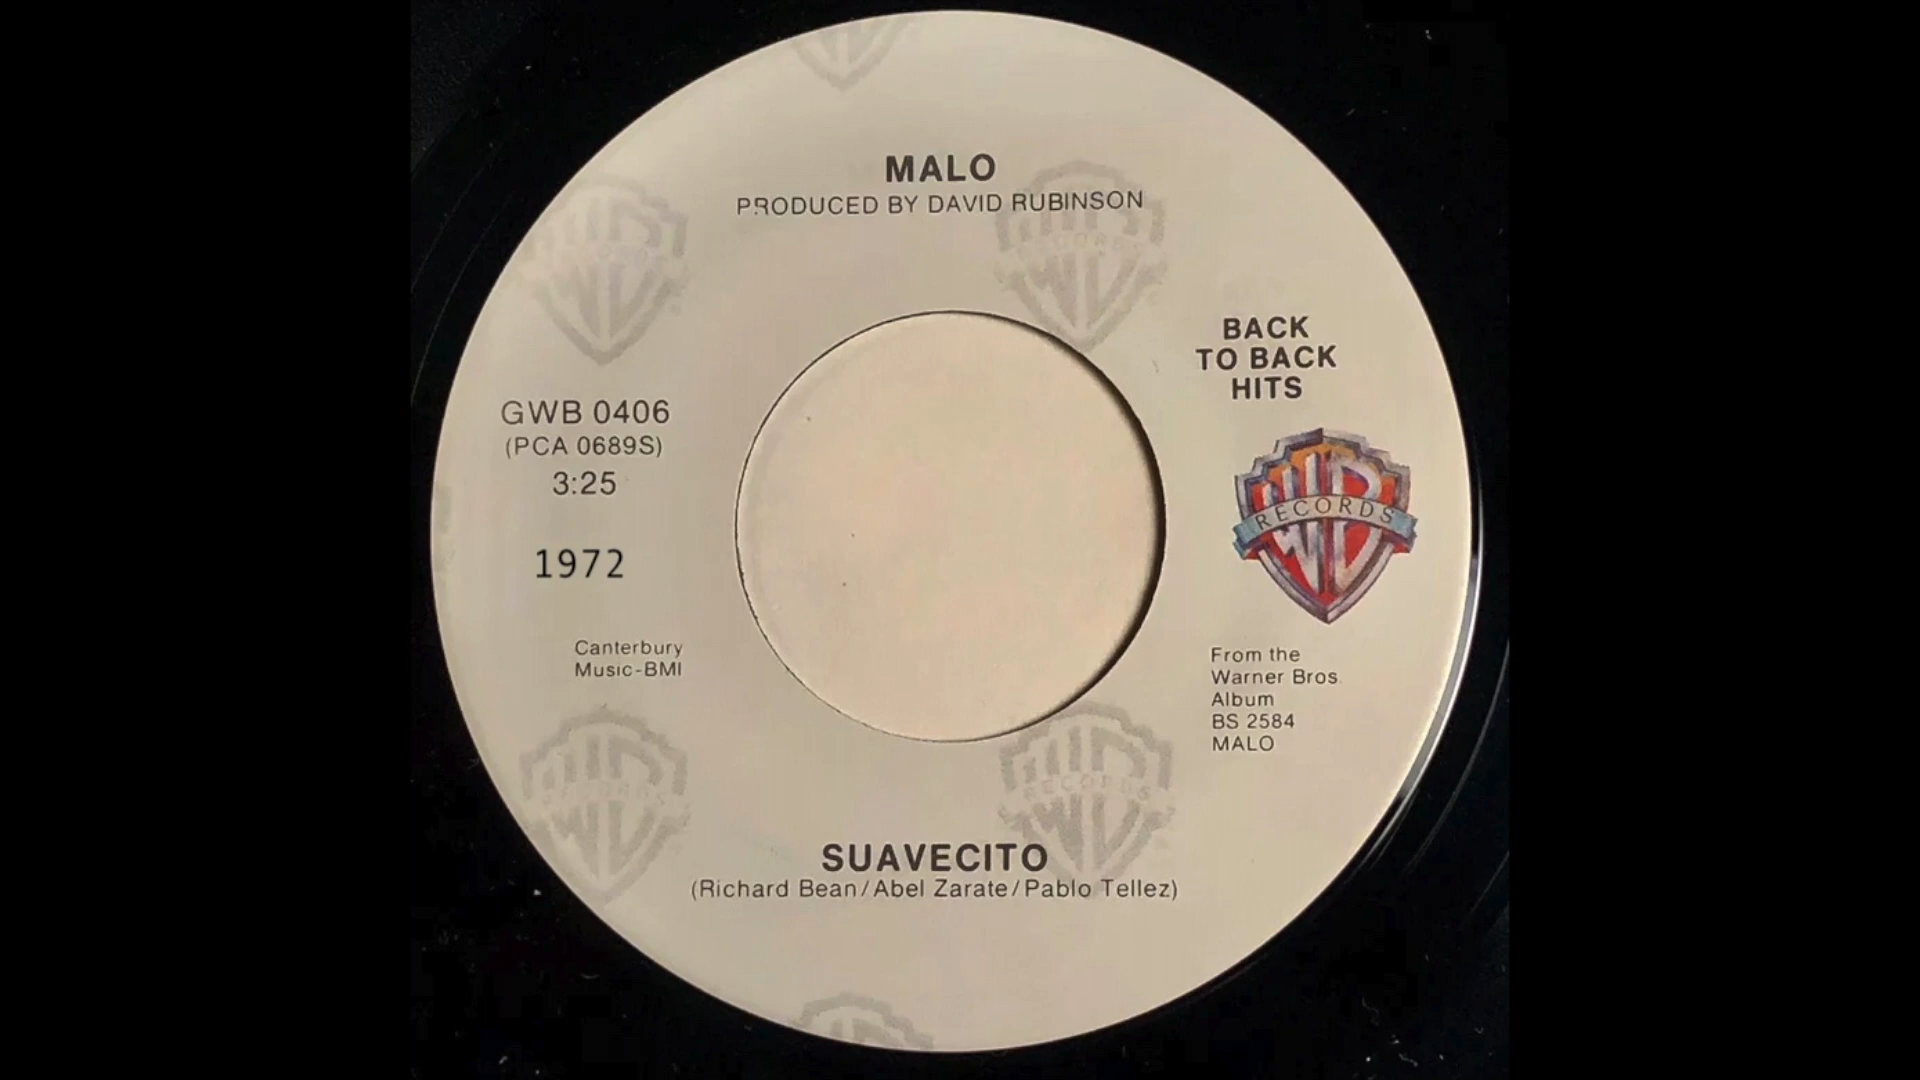 MALO
PRODUCED BY DAVID RUBINSON
BACK
TO BACK
HITS
GWB 0406
(PCA 0689S)
3:25
1972
WB
RECORDS
Canterbury
Music-BMI
From the
Warner Bros.
Album
BS 2584
MALO
SUAVECITO
(Richard Bean/Abel Zarate/Pablo Tellez)